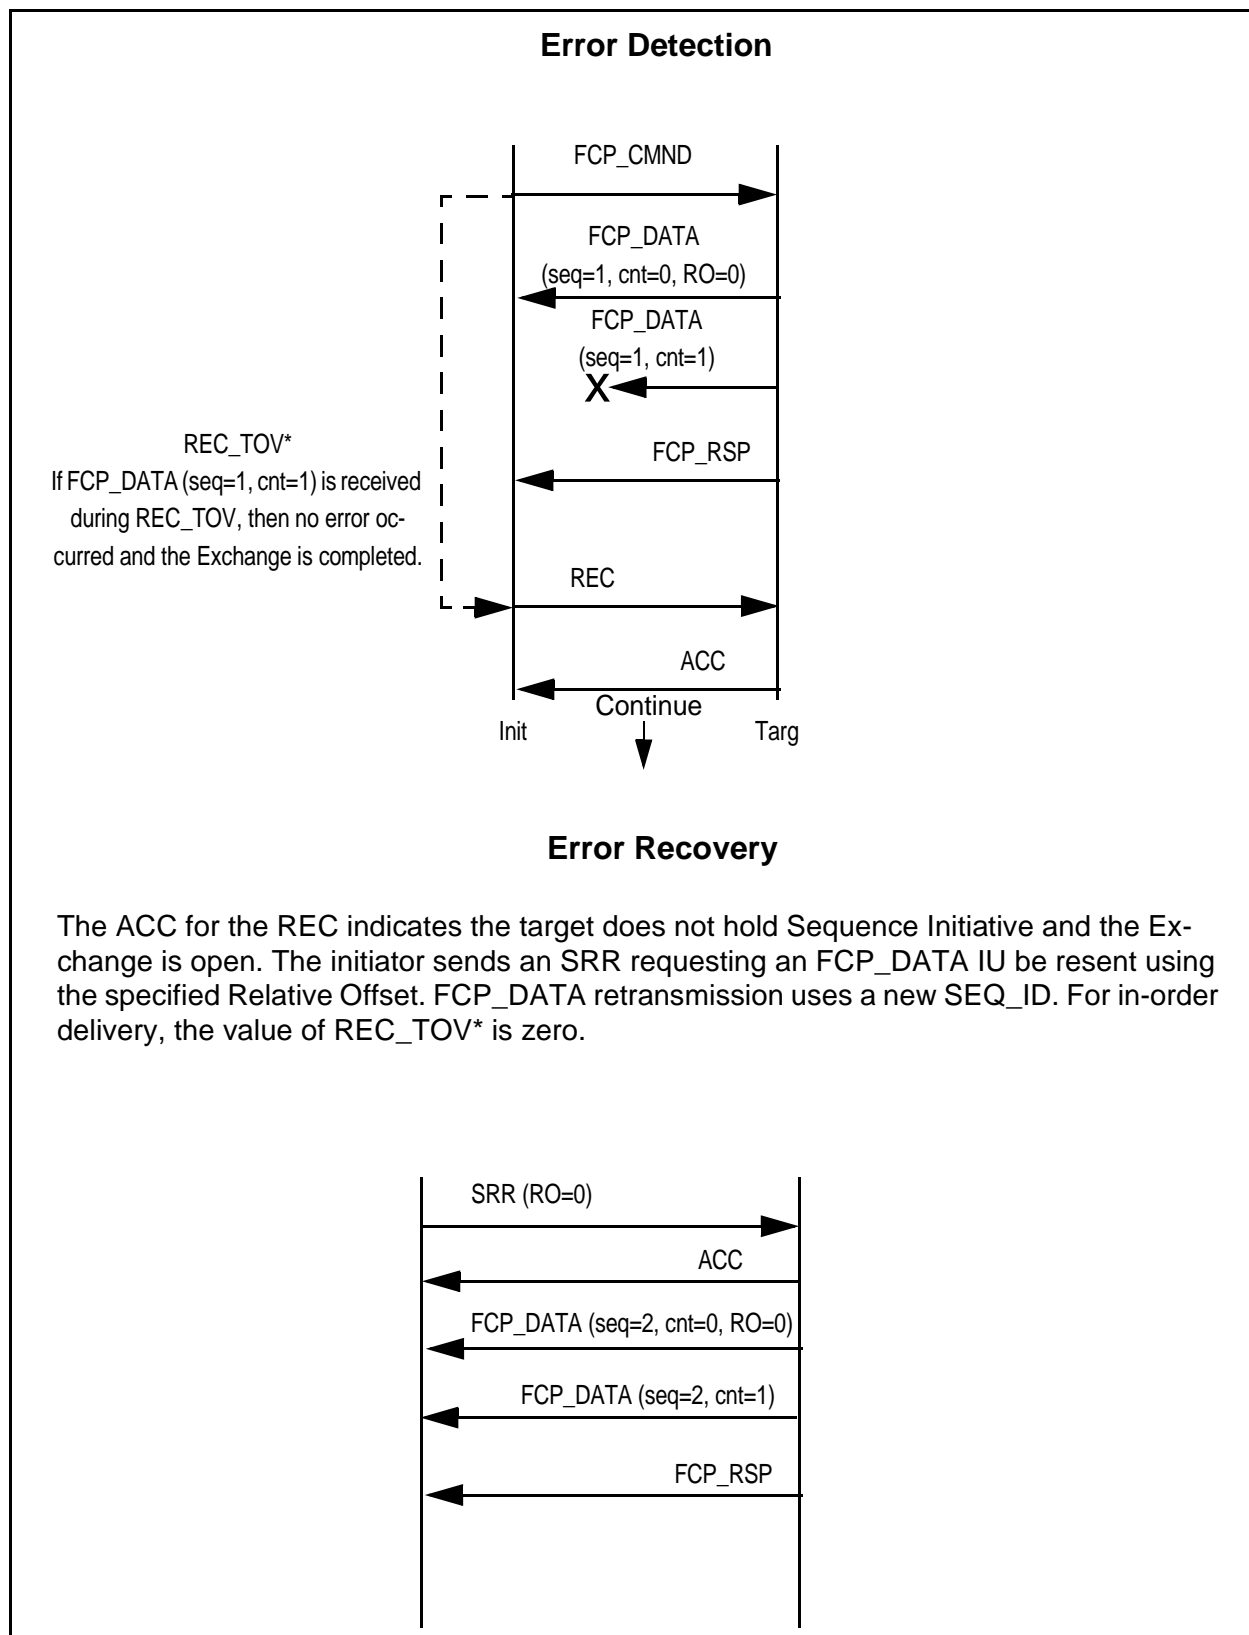 Error Detection
FCP_CMND
FCP_DATA
(seq=1, cnt=0, RO=0)
FCP_DATA
(seq=1, cnt=1)
X
REC_TOV*
If FCP_DATA (seq=1, cnt=1) is received
during REC_TOV, then no error oc-
curred and the Exchange is completed.
FCP_RSP
REC
ACC
Continue
Init
Targ
Error Recovery
The ACC for the REC indicates the target does not hold Sequence Initiative and the Ex-
change is open. The initiator sends an SRR requesting an FCP_DATA IU be resent using
the specified Relative Offset. FCP_DATA retransmission uses a new SEQ_ID. For in-order
delivery, the value of REC_TOV* is zero.
SRR (RO=0)
ACC
FCP_DATA (seq=2, cnt=0, RO=0)
FCP_DATA (seq=2, cnt=1)
FCP_RSP